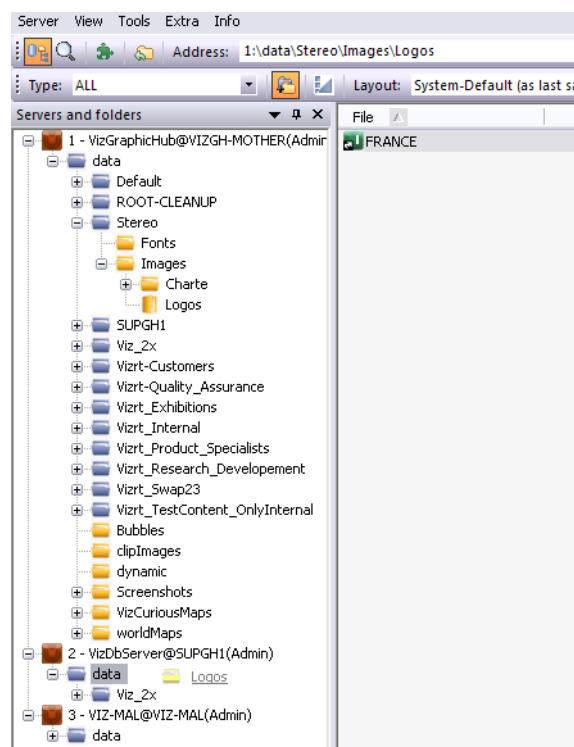 Server View Tools Extra Info
Address: 1:\data\Stereo\Images\Logos
Type: ALL Layout: System-Default (as last sa
Servers and folders
File
1 - VizGraphicHub@VIZGH-MOTHER(Admin
FRANCE
data
Default
ROOT-CLEANUP
Stereo
Fonts
Images
Charte
Logos
SUPGH1
Viz_2x
Vizrt-Customers
Vizrt-Quality_Assurance
Vizrt_Exhibitions
Vizrt_Internal
Vizrt_Product_Specialists
Vizrt_Research_Developement
Vizrt_Swap23
Vizrt_TestContent_OnlyInternal
Bubbles
clipImages
dynamic
Screenshots
VizCuriousMaps
worldMaps
2 - VizDbServer@SUPGH1(Admin)
data Logos
Viz_2x
3 - VIZ-MAL@VIZ-MAL(Admin)
data